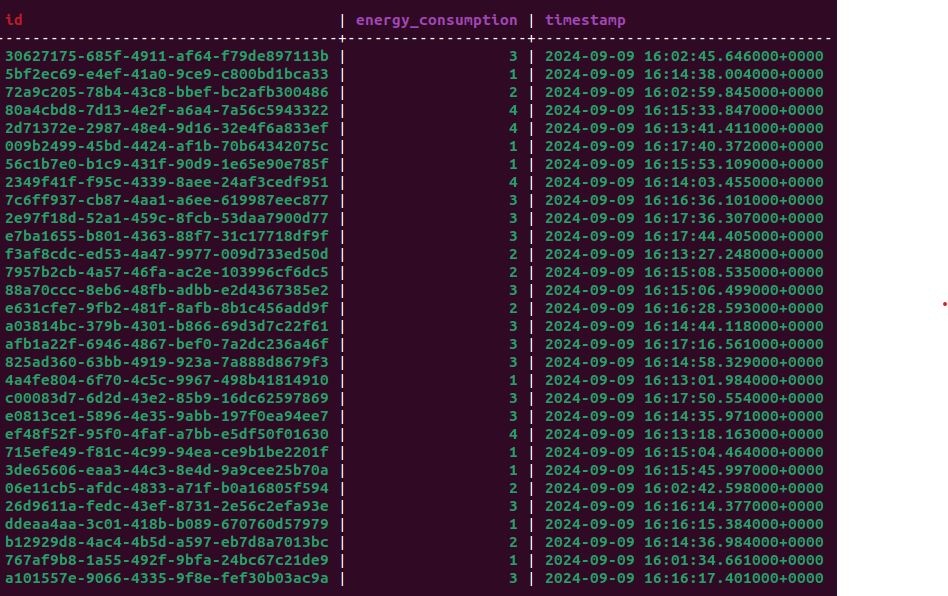 id | energy_consumption | timestamp
--------------------------------------+--------------------+---------------------------------
30627175-685f-4911-af64-f79de897113b | 3 | 2024-09-09 16:02:45.646000+0000
5bf2ec69-e4ef-41a0-9ce9-c800bd1bca33 | 1 | 2024-09-09 16:14:38.004000+0000
72a9c205-78b4-43c8-bbef-bc2afb300486 | 2 | 2024-09-09 16:02:59.845000+0000
80a4cbd8-7d13-4e2f-a6a4-7a56c5943322 | 4 | 2024-09-09 16:15:33.847000+0000
2d71372e-2987-48e4-9d16-32e4f6a833ef | 4 | 2024-09-09 16:13:41.411000+0000
009b2499-45bd-4424-af1b-70b64342075c | 1 | 2024-09-09 16:17:40.372000+0000
56c1b7e0-b1c9-431f-90d9-1e65e90e785f | 1 | 2024-09-09 16:15:53.109000+0000
2349f41f-f95c-4339-8aee-24af3cedf951 | 4 | 2024-09-09 16:14:03.455000+0000
7c6ff937-cb87-4aa1-a6ee-619987eec877 | 3 | 2024-09-09 16:16:36.101000+0000
2e97f18d-52a1-459c-8fcb-53daa7900d77 | 3 | 2024-09-09 16:17:36.307000+0000
e7ba1655-b801-4363-88f7-31c17718df9f | 3 | 2024-09-09 16:17:44.405000+0000
f3af8cdc-ed53-4a47-9977-009d733ed50d | 2 | 2024-09-09 16:13:27.248000+0000
7957b2cb-4a57-46fa-ac2e-103996cf6dc5 | 2 | 2024-09-09 16:15:08.535000+0000
88a70ccc-8eb6-48fb-adbb-e2d4367385e2 | 3 | 2024-09-09 16:15:06.499000+0000
e631cfe7-9fb2-481f-8afb-8b1c456add9f | 2 | 2024-09-09 16:16:28.593000+0000
a03814bc-379b-4301-b866-69d3d7c22f61 | 3 | 2024-09-09 16:14:44.118000+0000
afb1a22f-6946-4867-bef0-7a2dc236a46f | 3 | 2024-09-09 16:17:16.561000+0000
825ad360-63bb-4919-923a-7a888d8679f3 | 3 | 2024-09-09 16:14:58.329000+0000
4a4fe804-6f70-4c5c-9967-498b41814910 | 1 | 2024-09-09 16:13:01.984000+0000
c00083d7-6d2d-43e2-85b9-16dc62597869 | 3 | 2024-09-09 16:17:50.554000+0000
e0813ce1-5896-4e35-9abb-197f0ea94ee7 | 3 | 2024-09-09 16:14:35.971000+0000
ef48f52f-95f0-4faf-a7bb-e5df50f01630 | 4 | 2024-09-09 16:13:18.163000+0000
715efe49-f81c-4c99-94ea-ce9b1be2201f | 1 | 2024-09-09 16:15:04.464000+0000
3de65606-eaa3-44c3-8e4d-9a9cee25b70a | 1 | 2024-09-09 16:15:45.997000+0000
06e11cb5-afdc-4833-a71f-b0a16805f594 | 2 | 2024-09-09 16:02:42.598000+0000
26d9611a-fedc-43ef-8731-2e56c2efa93e | 3 | 2024-09-09 16:16:14.377000+0000
ddeaa4aa-3c01-418b-b089-670760d57979 | 1 | 2024-09-09 16:16:15.384000+0000
b12929d8-4ac4-4b5d-a597-eb7d8a7013bc | 2 | 2024-09-09 16:14:36.984000+0000
767af9b8-1a55-492f-9bfa-24bc67c21de9 | 1 | 2024-09-09 16:01:34.661000+0000
a101557e-9066-4335-9f8e-fef30b03ac9a | 3 | 2024-09-09 16:16:17.401000+0000